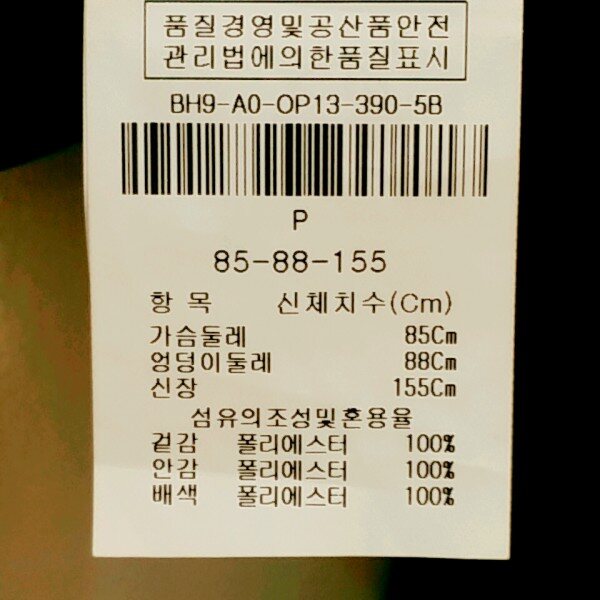 품질경영및공산품안전
관리법에의한품질표시
BH9-A0-OP13-390-5B
P
85-88-155
항 목 신체치수(Cm)
가슴둘레 85Cm
엉덩이둘레 88Cm
신장 155Cm
섬유의조성및혼용율
겉감 폴리에스터 100%
안감 폴리에스터 100%
배색 폴리에스터 100%